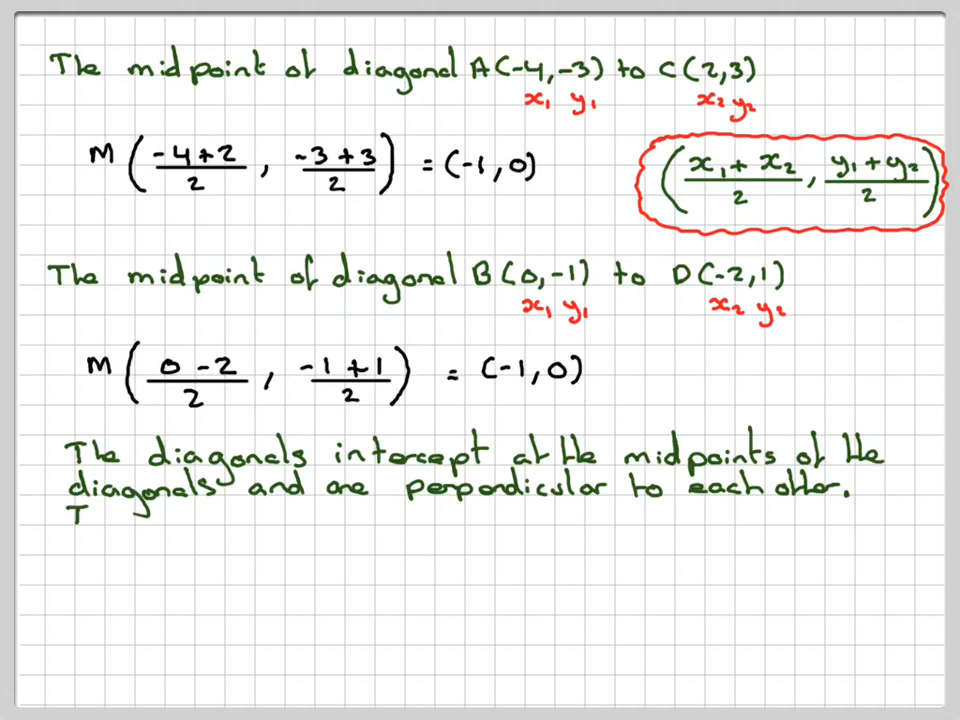 The midpoint of diagonal A(-4,-3) to C(2,3)
x₁ y₁ x₂ y₂
M (-4+2/2, -3+3/2) = (-1,0)
(x₁+x₂/2, y₁+y₂/2)
The midpoint of diagonal B(0,-1) to D(-2,1)
x₁ y₁ x₂ y₂
M (0-2/2, -1+1/2) = (-1,0)
The diagonals intercept at the midpoints of the
diagonals and are perpendicular to each other.
T